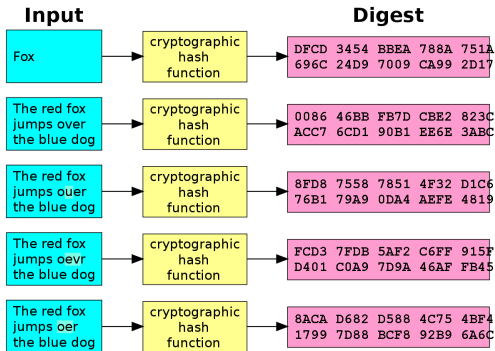 Input
Digest
Fox
cryptographic
hash
function
DFCD 3454 BBEA 788A 751A
696C 24D9 7009 CA99 2D17
The red fox
jumps over
the blue dog
cryptographic
hash
function
0086 46BB FB7D CBE2 823C
ACC7 6CD1 90B1 EE6E 3ABC
The red fox
jumps ouer
the blue dog
cryptographic
hash
function
8FD8 7558 7851 4F32 D1C6
76B1 79A9 0DA4 AEFE 4819
The red fox
jumps oevr
the blue dog
cryptographic
hash
function
FCD3 7FDB 5AF2 C6FF 915F
D401 C0A9 7D9A 46AF FB45
The red fox
jumps oer
the blue dog
cryptographic
hash
function
8ACA D682 D588 4C75 4BF4
1799 7D88 BCF8 92B9 6A6C